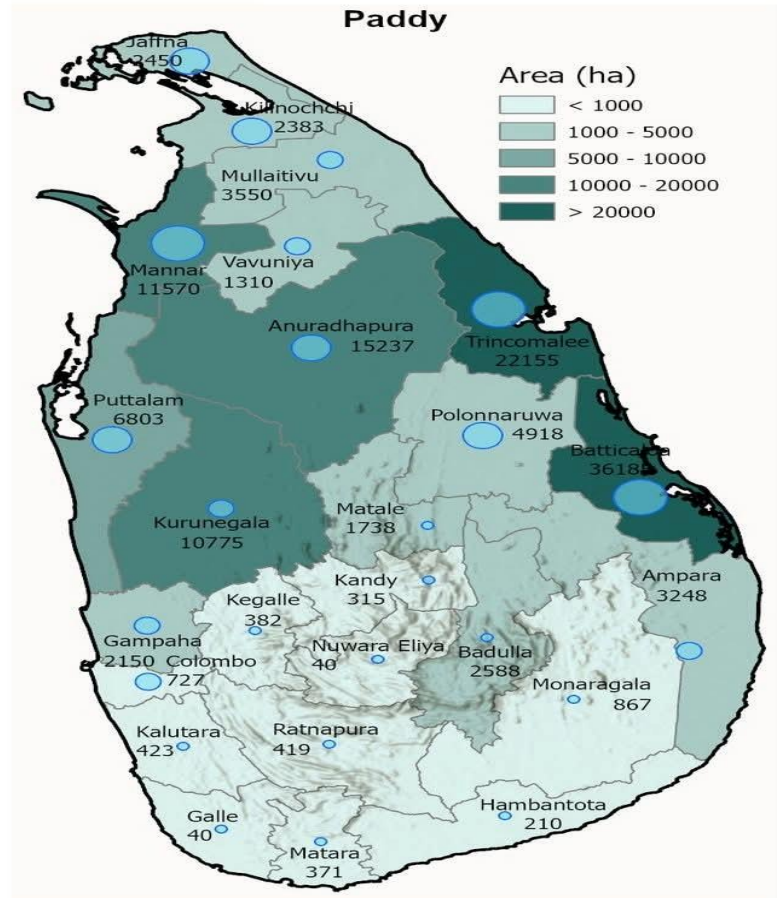 Paddy
Jaffna
2450
Area (ha)
< 1000
1000 - 5000
5000 - 10000
10000 - 20000
> 20000
Kilinochchi
2383
Mullaitivu
3550
Vavuniya
1310
Mannar
11570
Anuradhapura
15237
Trincomalee
22155
Puttalam
6803
Polonnaruwa
4918
Batticaloa
Kurunegala
10775
Matale
1738
Kandy
315
Ampara
3248
Kegalle
382
Gampaha
2150
Colombo
727
Nuwara Eliya
40
Badulla
2588
Monaragala
867
Kalutara
423
Ratnapura
419
Galle
40
Matara
371
Hambantota
210